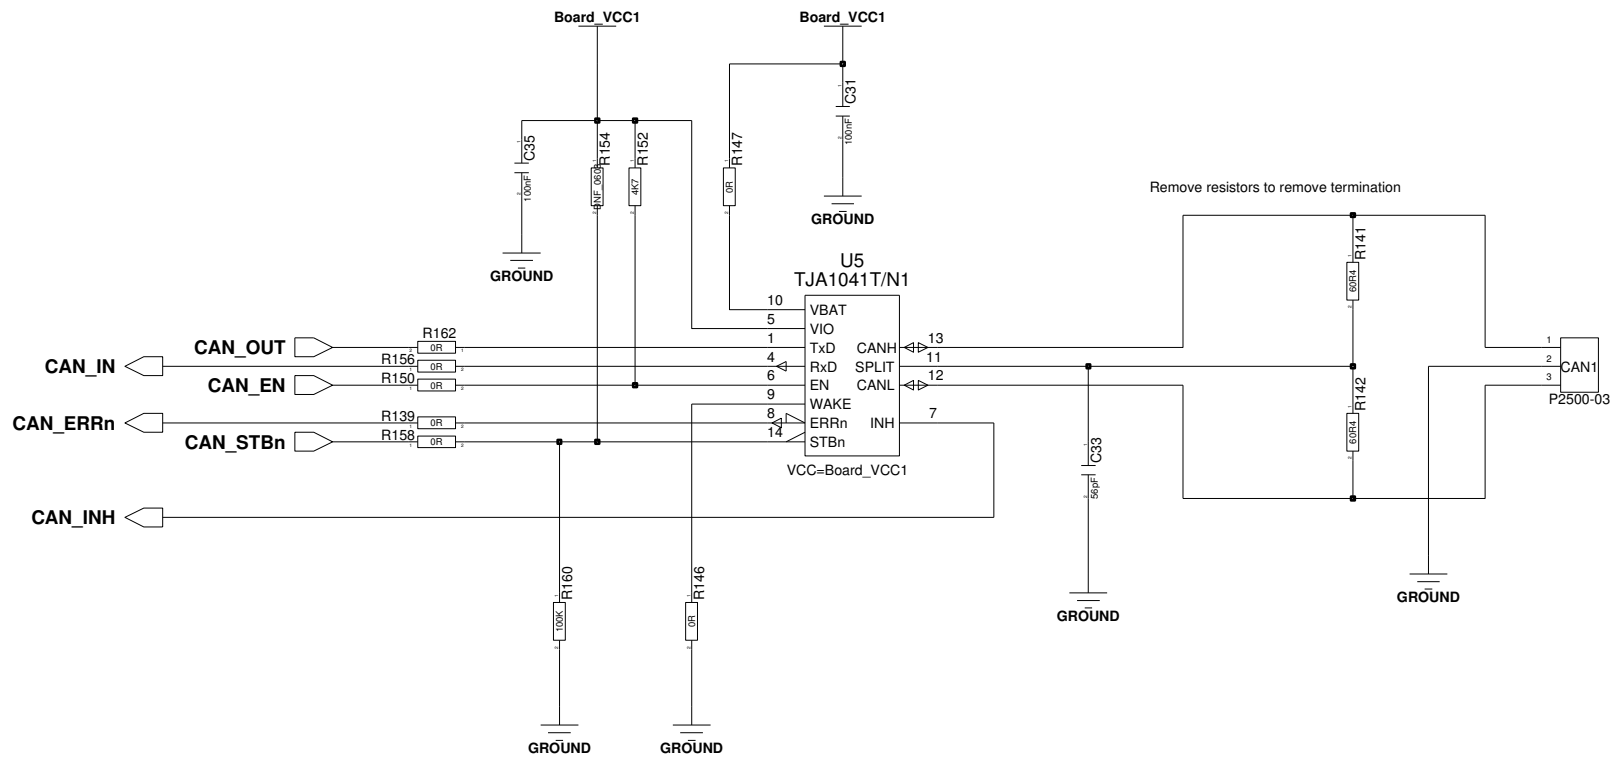 Board_VCC1
Board_VCC1
C31
100nF
C35
100nF
R154
DNF_0603
R152
4K7
R147
0R
GROUND
GROUND
Remove resistors to remove termination
R141
60R4
U5
TJA1041T/N1
10 VBAT
5 VIO
CAN_OUT R162 0R 1 TxD CANH 13
CAN_IN R156 0R 4 RxD SPLIT 11
CAN_EN R150 0R 6 EN CANL 12
9 WAKE
CAN_ERRn R139 0R 8 ERRn INH 7
CAN_STBn R158 0R 14 STBn
VCC=Board_VCC1
1
2
3
CAN1
P2500-03
R142
60R4
C33
56pF
CAN_INH
R160
100K
R146
0R
GROUND
GROUND
GROUND
GROUND